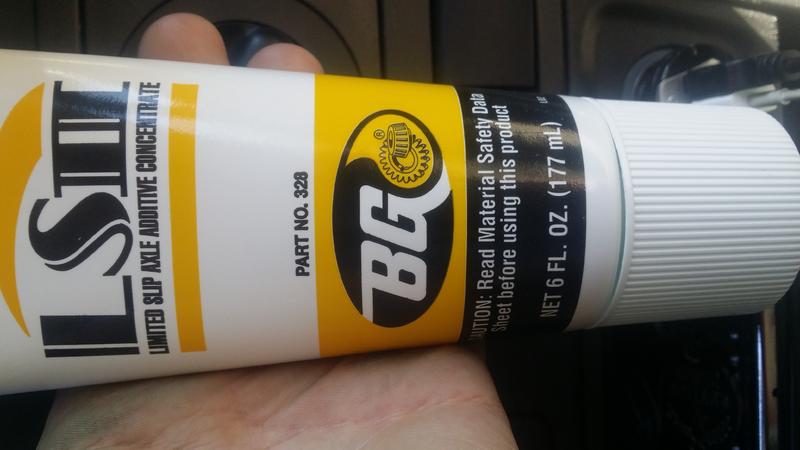 LSII
LIMITED SLIP AXLE ADDITIVE CONCENTRATE
PART NO. 328
®
BG
CAUTION: Read Material Safety Data
Sheet before using this product
NET 6 FL. OZ. (177 mL)